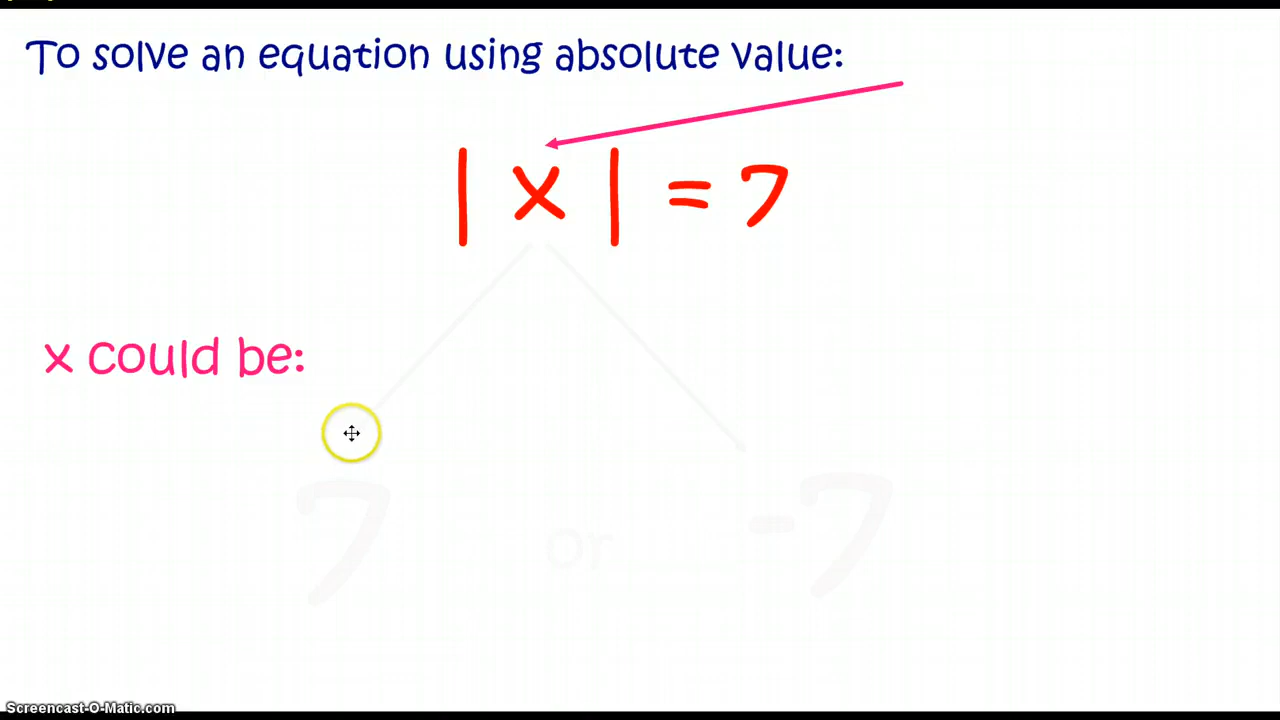 To solve an equation using absolute value:
| x | = 7
x could be:
7 or -7
Screencast-O-Matic.com